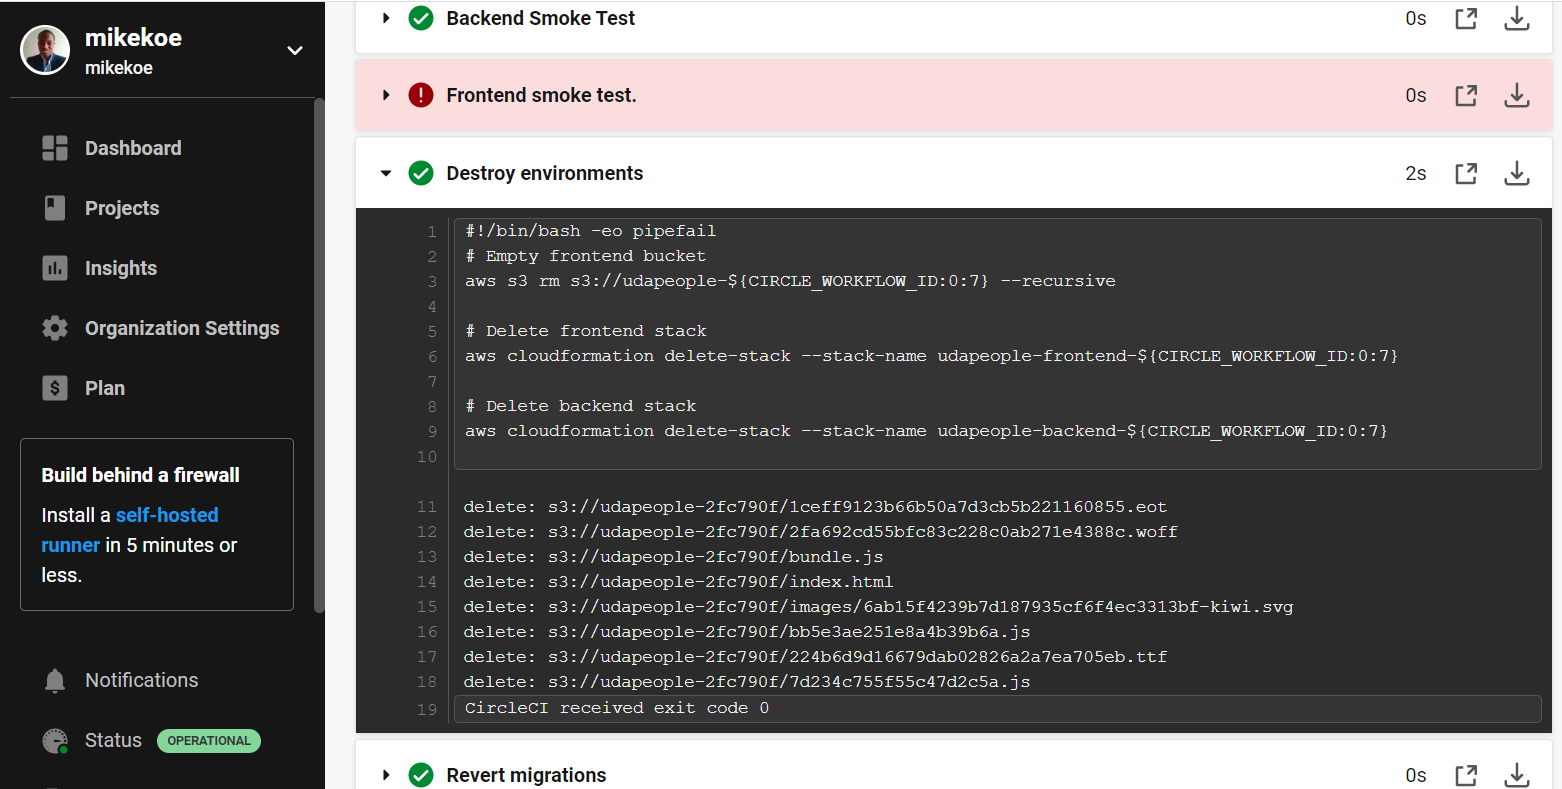 mikekoe
mikekoe
Dashboard
Projects
Insights
Organization Settings
$ Plan
Build behind a firewall
Install a self-hosted
runner in 5 minutes or
less.
Notifications
Status OPERATIONAL
Backend Smoke Test 0s
! Frontend smoke test. 0s
Destroy environments 2s
1 #!/bin/bash -eo pipefail
2 # Empty frontend bucket
3 aws s3 rm s3://udapeople-${CIRCLE_WORKFLOW_ID:0:7} --recursive
4
5 # Delete frontend stack
6 aws cloudformation delete-stack --stack-name udapeople-frontend-${CIRCLE_WORKFLOW_ID:0:7}
7
8 # Delete backend stack
9 aws cloudformation delete-stack --stack-name udapeople-backend-${CIRCLE_WORKFLOW_ID:0:7}
10
11 delete: s3://udapeople-2fc790f/1ceff9123b66b50a7d3cb5b221160855.eot
12 delete: s3://udapeople-2fc790f/2fa692cd55bfc83c228c0ab271e4388c.woff
13 delete: s3://udapeople-2fc790f/bundle.js
14 delete: s3://udapeople-2fc790f/index.html
15 delete: s3://udapeople-2fc790f/images/6ab15f4239b7d187935cf6f4ec3313bf-kiwi.svg
16 delete: s3://udapeople-2fc790f/bb5e3ae251e8a4b39b6a.js
17 delete: s3://udapeople-2fc790f/224b6d9d16679dab02826a2a7ea705eb.ttf
18 delete: s3://udapeople-2fc790f/7d234c755f55c47d2c5a.js
19 CircleCI received exit code 0
Revert migrations 0s